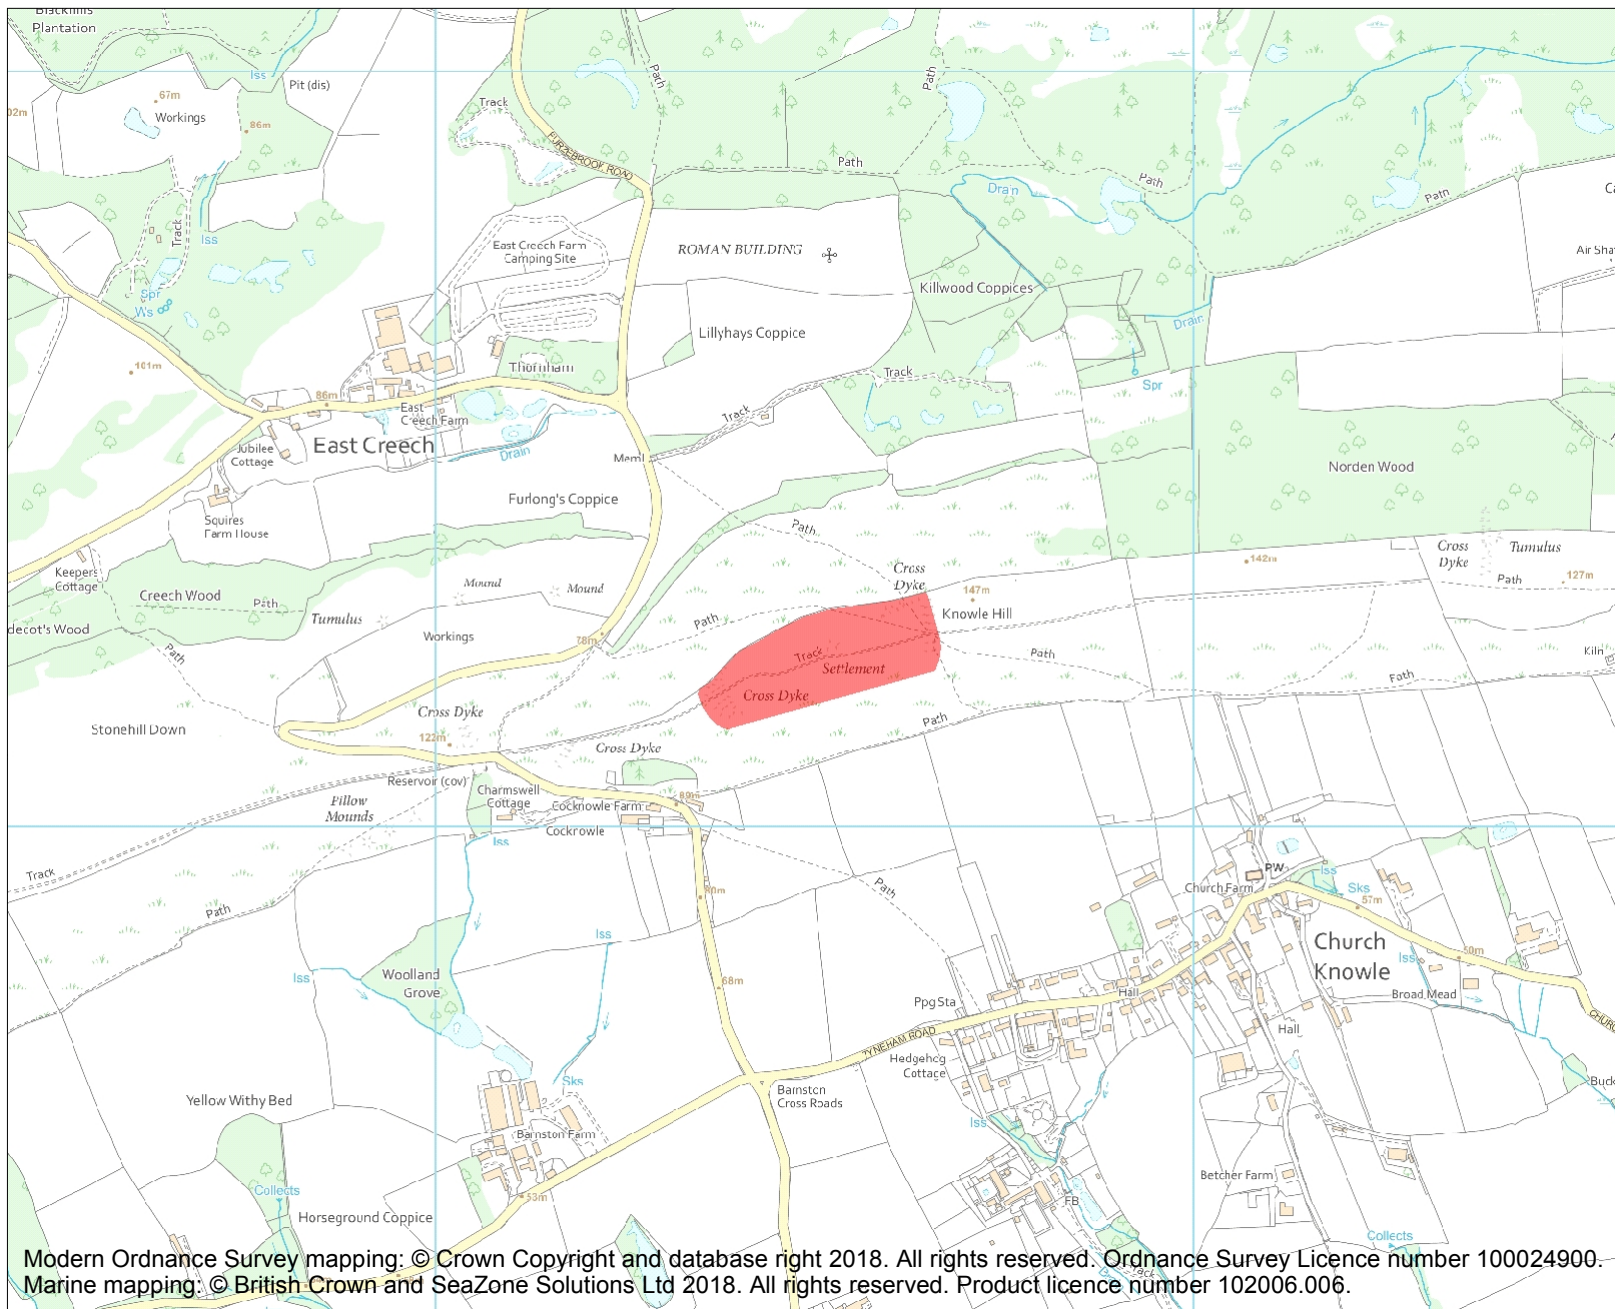 Plantation
Iss
Pit (dis)
67m
Workings
86m
Track
Path
Path
Track
FURZEBROOK ROAD
Path
Path
Drain
Path
Track
Iss
East Creech Farm
Camping Site
ROMAN BUILDING
Killwood Coppices
Spr
Ws
Drain
Lillyhays Coppice
101m
Thornham
Track
Spr
86m
East
Creech Farm
Track
East Creech
Jubilee
Cottage
Drain
Meml
Norden Wood
Furlong's Coppice
Squires
Farm House
Path
Cross
Dyke
Tumulus
Cross
Dyke
142m
Path
127m
Keepers
Cottage
Creech Wood
Path
Mound
Mound
147m
Knowle Hill
Tumulus
Workings
78m
Path
Path
Track
Settlement
Path
Kiln
Path
Cross Dyke
Stonehill Down
Cross Dyke
122m
Path
Cross Dyke
Reservoir (cov)
Charmswell
Cottage
Cocknowle Farm
89m
Pillow
Mounds
Cocknowle
Iss
Track
Path
Path
PW
Church Farm
Iss
Sks
57m
Church
Knowle
Iss
Iss
50m
Woolland
Grove
68m
Ppg Sta
Hall
Broad Mead
Hall
TYNEHAM ROAD
Hedgehog
Cottage
Sks
Barnston
Cross Roads
Yellow Withy Bed
Barnston Farm
Iss
Betcher Farm
Collects
53m
FB
Horseground Coppice
Collects
Track
Modern Ordnance Survey mapping: © Crown Copyright and database right 2018. All rights reserved. Ordnance Survey Licence number 100024900.
Marine mapping: © British Crown and SeaZone Solutions Ltd 2018. All rights reserved. Product licence number 102006.006.